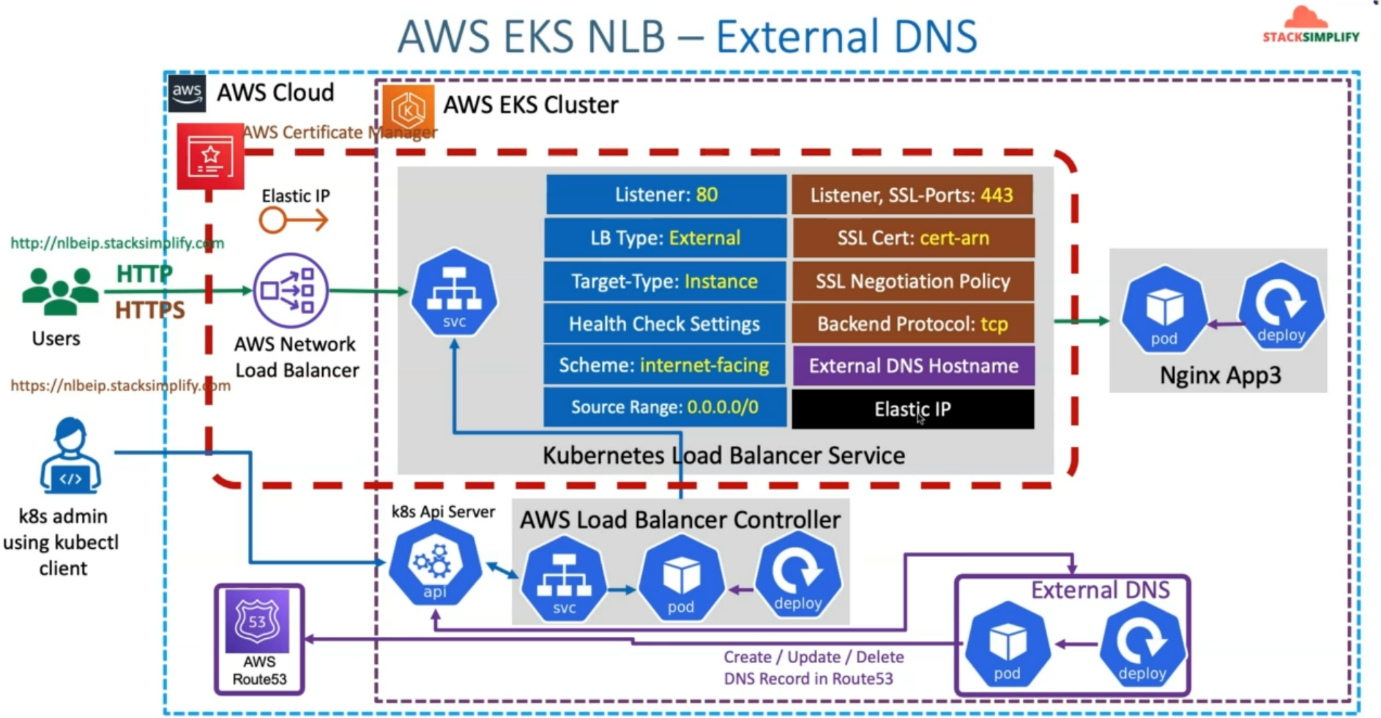 AWS EKS NLB – External DNS
STACKSIMPLIFY
aws
AWS Cloud
AWS EKS Cluster
AWS Certificate Manager
Elastic IP
http://nlbeip.stacksimplify.com
HTTP
HTTPS
Users
AWS Network
Load Balancer
https://nlbeip.stacksimplify.com
svc
Listener: 80
Listener, SSL-Ports: 443
LB Type: External
SSL Cert: cert-arn
Target-Type: Instance
SSL Negotiation Policy
Health Check Settings
Backend Protocol: tcp
Scheme: internet-facing
External DNS Hostname
Source Range: 0.0.0.0/0
Elastic IP
Kubernetes Load Balancer Service
pod
deploy
Nginx App3
k8s admin
using kubectl
client
k8s Api Server
api
AWS Load Balancer Controller
svc
pod
deploy
External DNS
pod
deploy
53
AWS
Route53
Create / Update / Delete
DNS Record in Route53